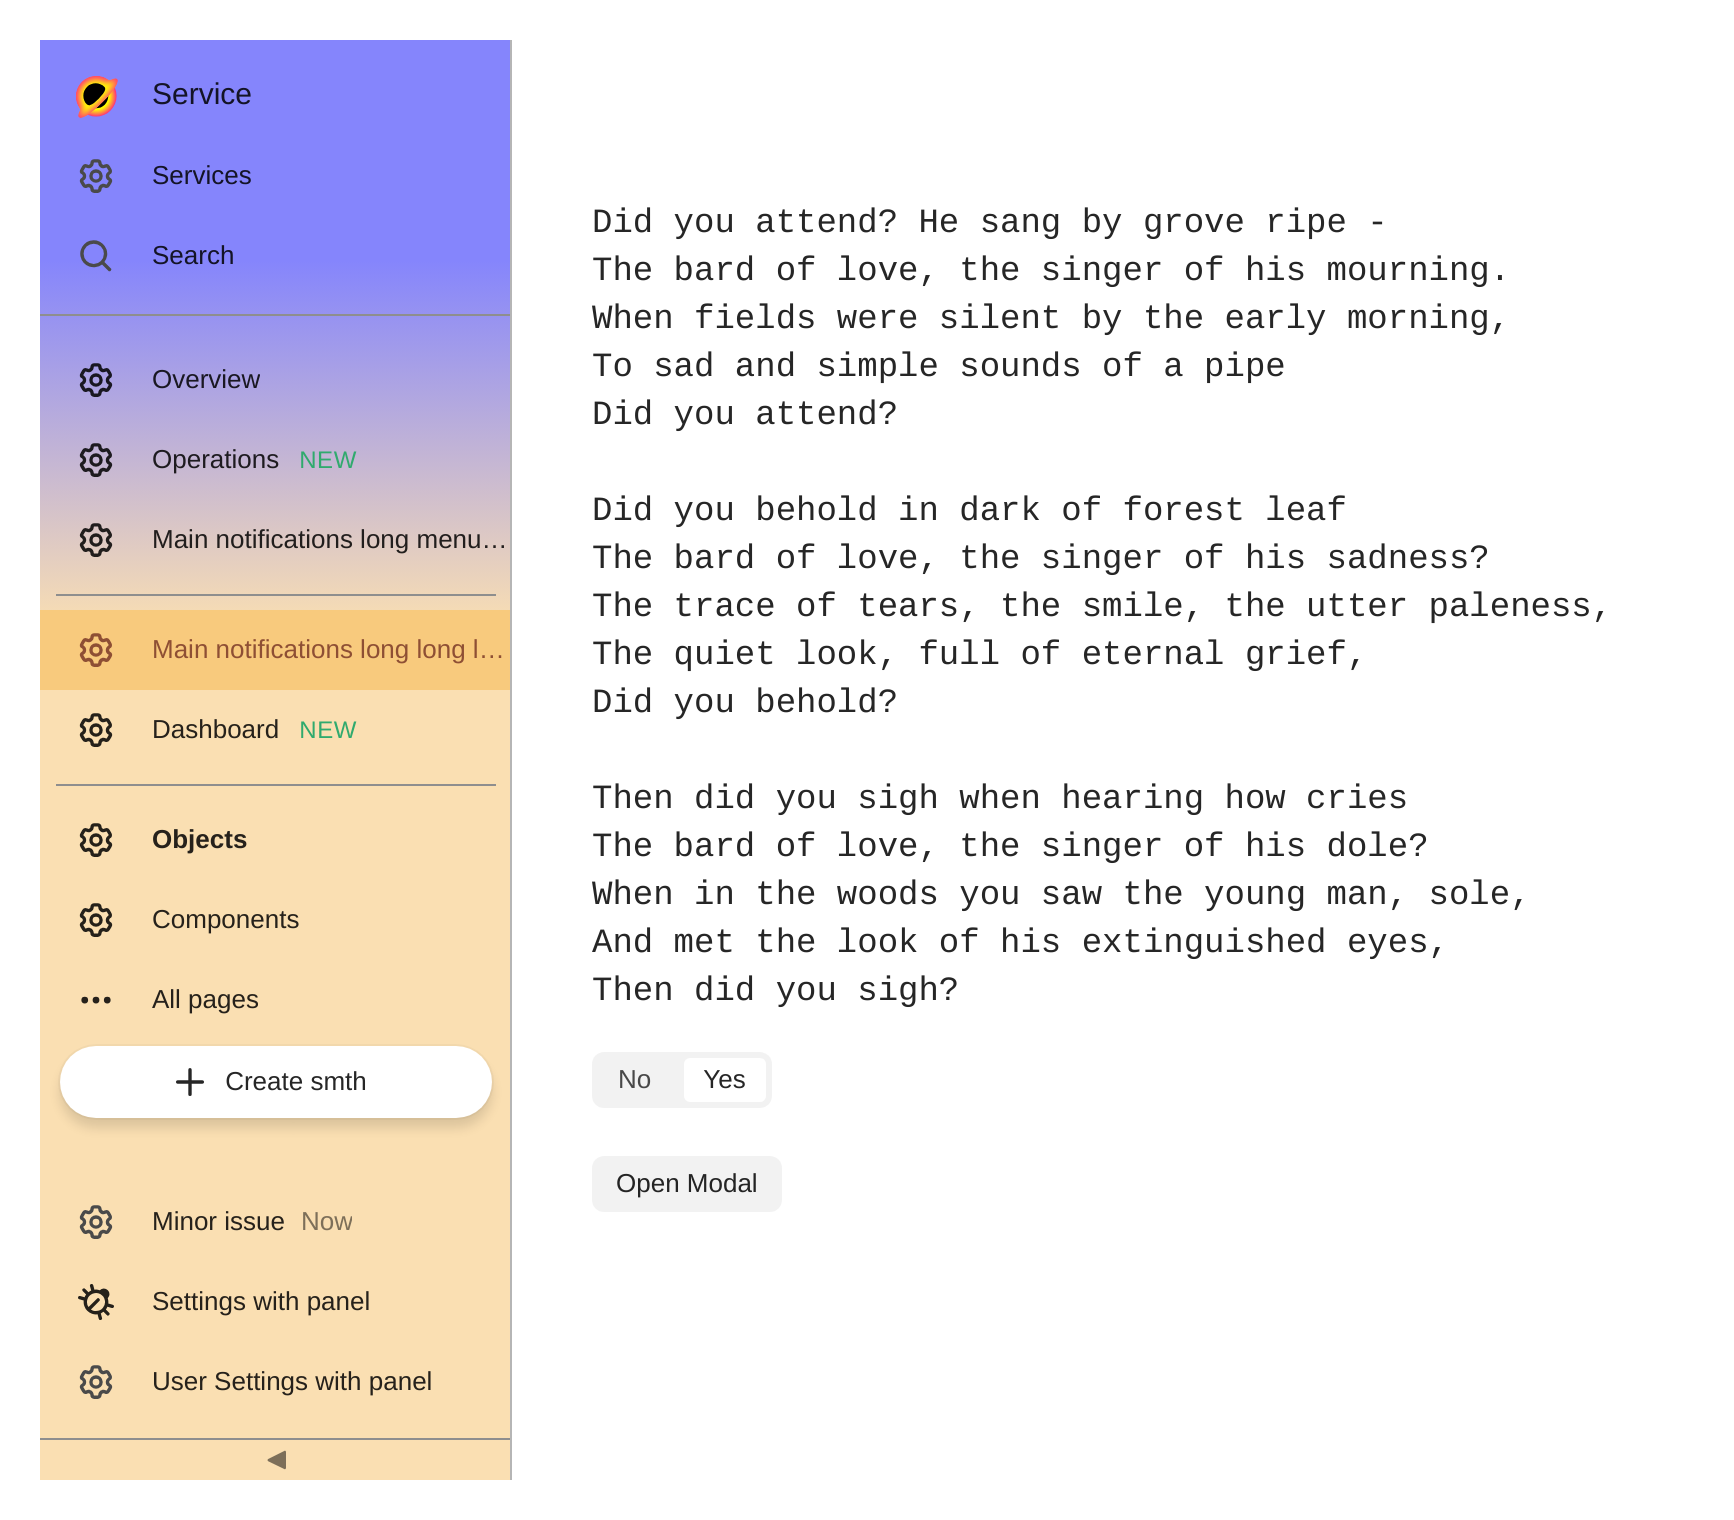 Service
Services
Search
Overview
Operations NEW
Main notifications long menu…
Main notifications long long l…
Dashboard NEW
Objects
Components
All pages
Create smth
Minor issue Now
Settings with panel
User Settings with panel
Did you attend? He sang by grove ripe -
The bard of love, the singer of his mourning.
When fields were silent by the early morning,
To sad and simple sounds of a pipe
Did you attend?
Did you behold in dark of forest leaf
The bard of love, the singer of his sadness?
The trace of tears, the smile, the utter paleness,
The quiet look, full of eternal grief,
Did you behold?
Then did you sigh when hearing how cries
The bard of love, the singer of his dole?
When in the woods you saw the young man, sole,
And met the look of his extinguished eyes,
Then did you sigh?
No Yes
Open Modal